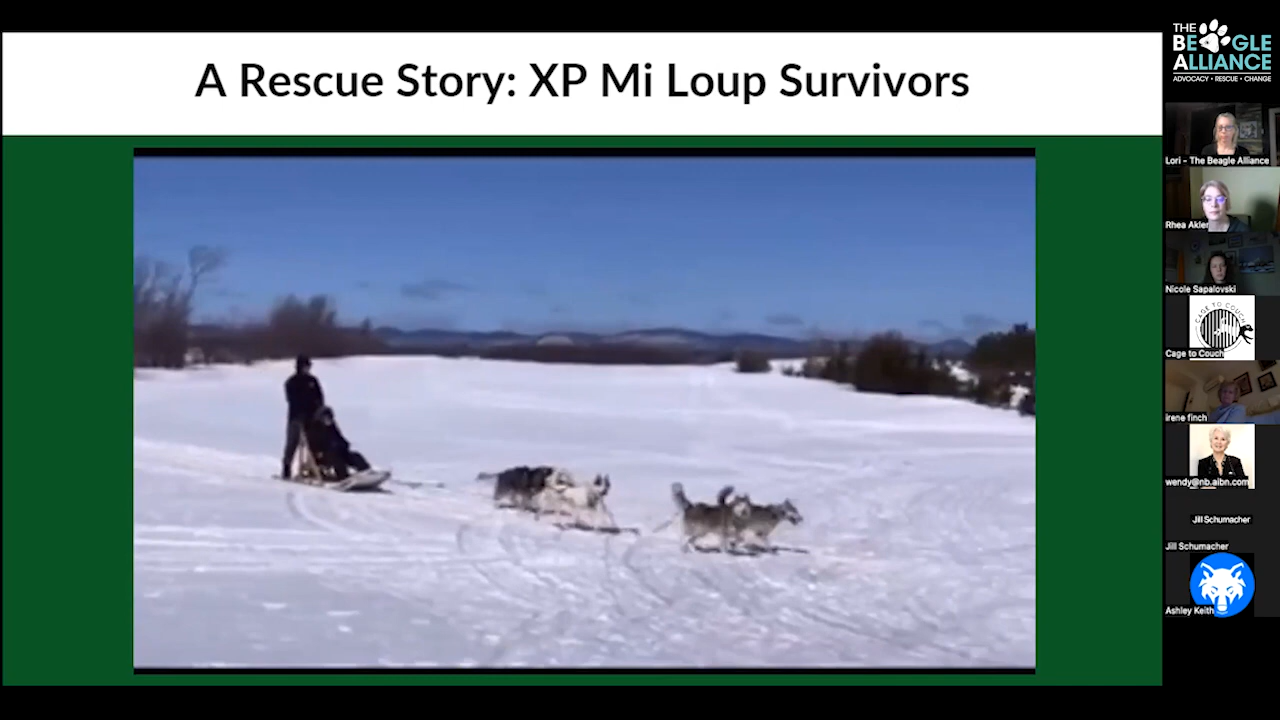 A Rescue Story: XP Mi Loup Survivors
THE
BEAGLE
ALLIANCE
ADVOCACY • RESCUE • CHANGE
Lori - The Beagle Alliance
Rhea Akler
Nicole Sapalovski
CAGE TO COUCH
Cage to Couch
irene finch
wendy@nb.aibn.com
Jill Schumacher
Jill Schumacher
Ashley Keith